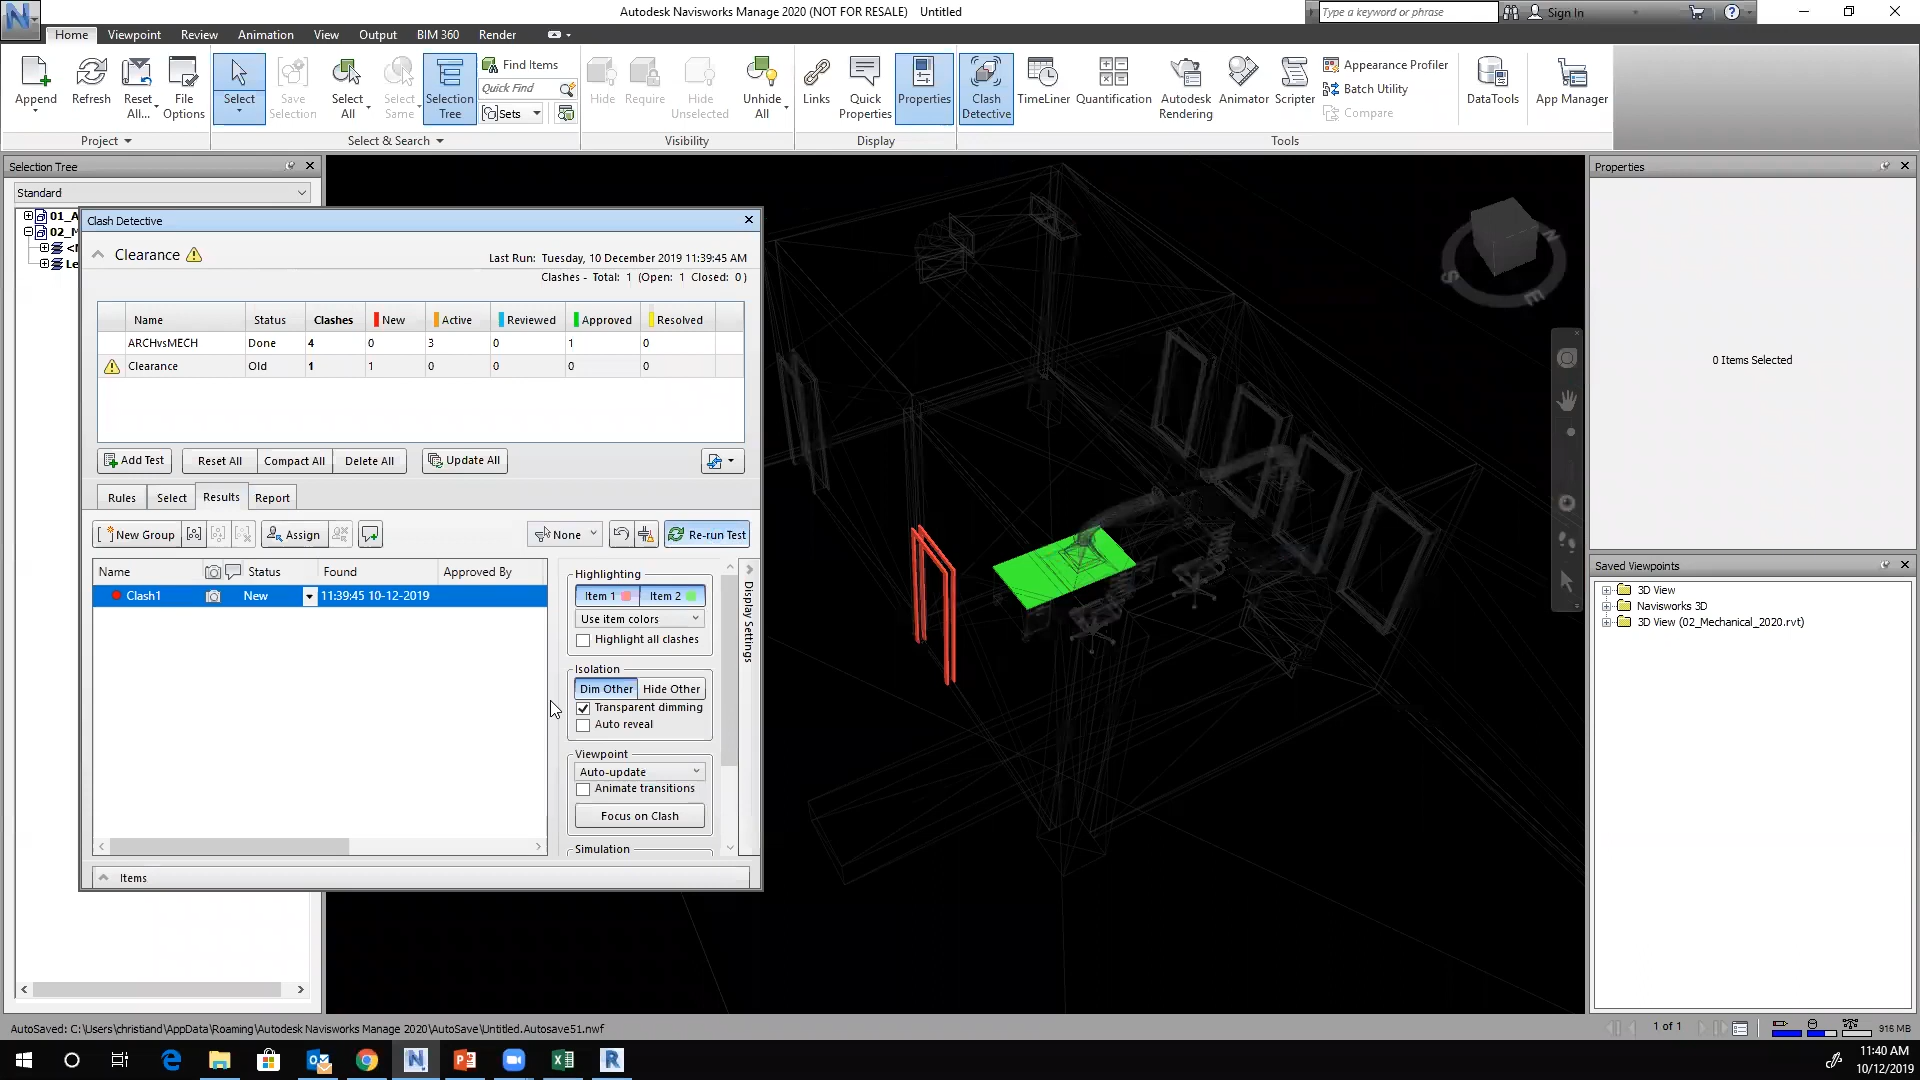 Autodesk Navisworks Manage 2020 (NOT FOR RESALE) Untitled
Type a keyword or phrase
Sign In
Home Viewpoint Review Animation View Output BIM 360 Render
Append
Refresh
Reset All...
File Options
Project
Select
Save Selection
Select All
Select Same
Selection Tree
Find Items
Quick Find
Sets
Select & Search
Hide
Require
Hide Unselected
Unhide All
Visibility
Links
Quick Properties
Properties
Display
Clash Detective
TimeLiner
Quantification
Autodesk Rendering
Animator
Scripter
Appearance Profiler
Batch Utility
Compare
DataTools
App Manager
Tools
Selection Tree
Standard
01_A
02_M
<N
Le
Clash Detective
Clearance
Last Run: Tuesday, 10 December 2019 11:39:45 AM
Clashes - Total: 1 (Open: 1 Closed: 0)
Name Status Clashes New Active Reviewed Approved Resolved
ARCHvsMECH Done 4 0 3 0 1 0
Clearance Old 1 1 0 0 0 0
Add Test Reset All Compact All Delete All Update All
Rules Select Results Report
New Group Assign None Re-run Test
Name Status Found Approved By
Clash1 New 11:39:45 10-12-2019
Highlighting
Item 1 Item 2
Use item colors
Highlight all clashes
Isolation
Dim Other Hide Other
Transparent dimming
Auto reveal
Viewpoint
Auto-update
Animate transitions
Focus on Clash
Simulation
Display Settings
Items
N
S
E
Properties
0 Items Selected
Saved Viewpoints
3D View
Navisworks 3D
3D View (02_Mechanical_2020.rvt)
AutoSaved: C:\Users\christiand\AppData\Roaming\Autodesk Navisworks Manage 2020\AutoSave\Untitled.Autosave51.nwf
1 of 1
916 MB
11:40 AM
10/12/2019